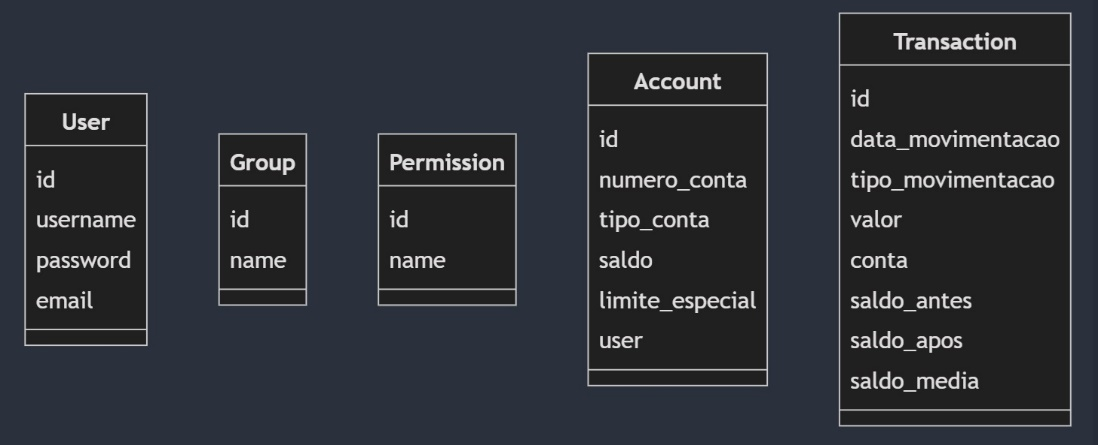 User
id
username
password
email
Group
id
name
Permission
id
name
Account
id
numero_conta
tipo_conta
saldo
limite_especial
user
Transaction
id
data_movimentacao
tipo_movimentacao
valor
conta
saldo_antes
saldo_apos
saldo_media